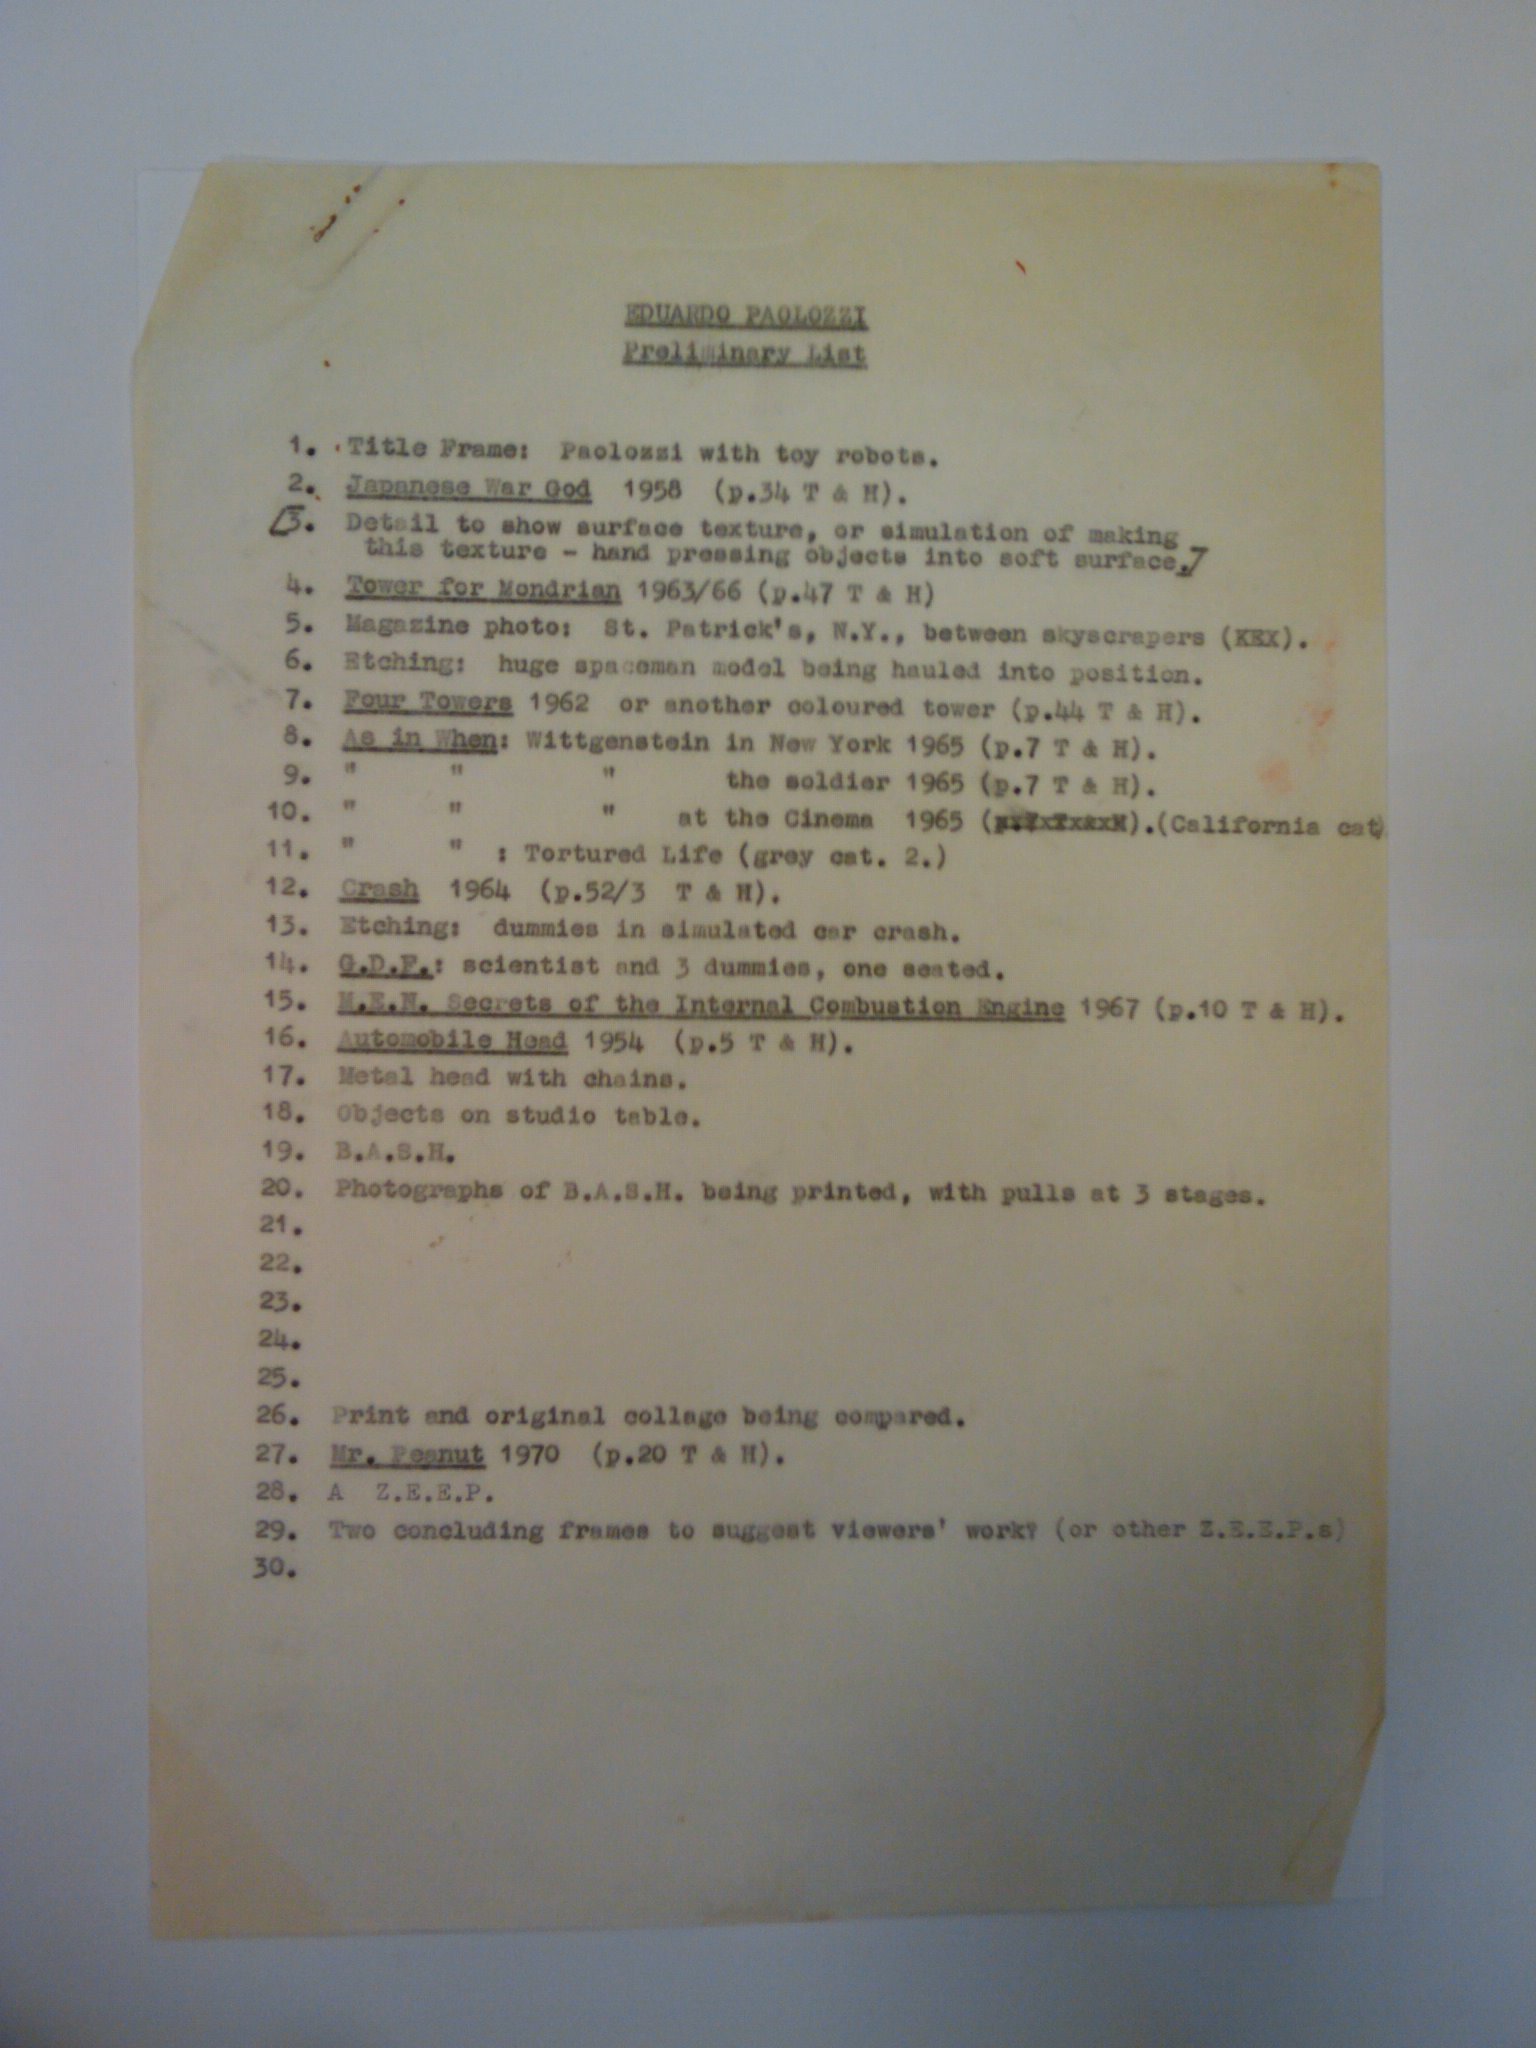 EDUARDO PAOLOZZI
Preliminary List
1. Title Frame: Paolozzi with toy robots.
2. Japanese War God 1958 (p.34 T & H).
[3. Detail to show surface texture, or simulation of making
this texture - hand pressing objects into soft surface.]
4. Tower for Mondrian 1963/66 (p.47 T & H)
5. Magazine photo: St. Patrick's, N.Y., between skyscrapers (KEX).
6. Etching: huge spaceman model being hauled into position.
7. Four Towers 1962 or another coloured tower (p.44 T & H).
8. As in When: Wittgenstein in New York 1965 (p.7 T & H).
9. " " " the soldier 1965 (p.7 T & H).
10. " " " at the Cinema 1965 ( ).(California cat)
11. " " : Tortured Life (grey cat. 2.)
12. Crash 1964 (p.52/3 T & H).
13. Etching: dummies in simulated car crash.
14. G.D.F.: scientist and 3 dummies, one seated.
15. M.E.N. Secrets of the Internal Combustion Engine 1967 (p.10 T & H).
16. Automobile Head 1954 (p.5 T & H).
17. Metal head with chains.
18. Objects on studio table.
19. B.A.S.H.
20. Photographs of B.A.S.H. being printed, with pulls at 3 stages.
21.
22.
23.
24.
25.
26. Print and original collage being compared.
27. Mr. Peanut 1970 (p.20 T & H).
28. A Z.E.E.P.
29. Two concluding frames to suggest viewers' work? (or other Z.E.E.P.s)
30.